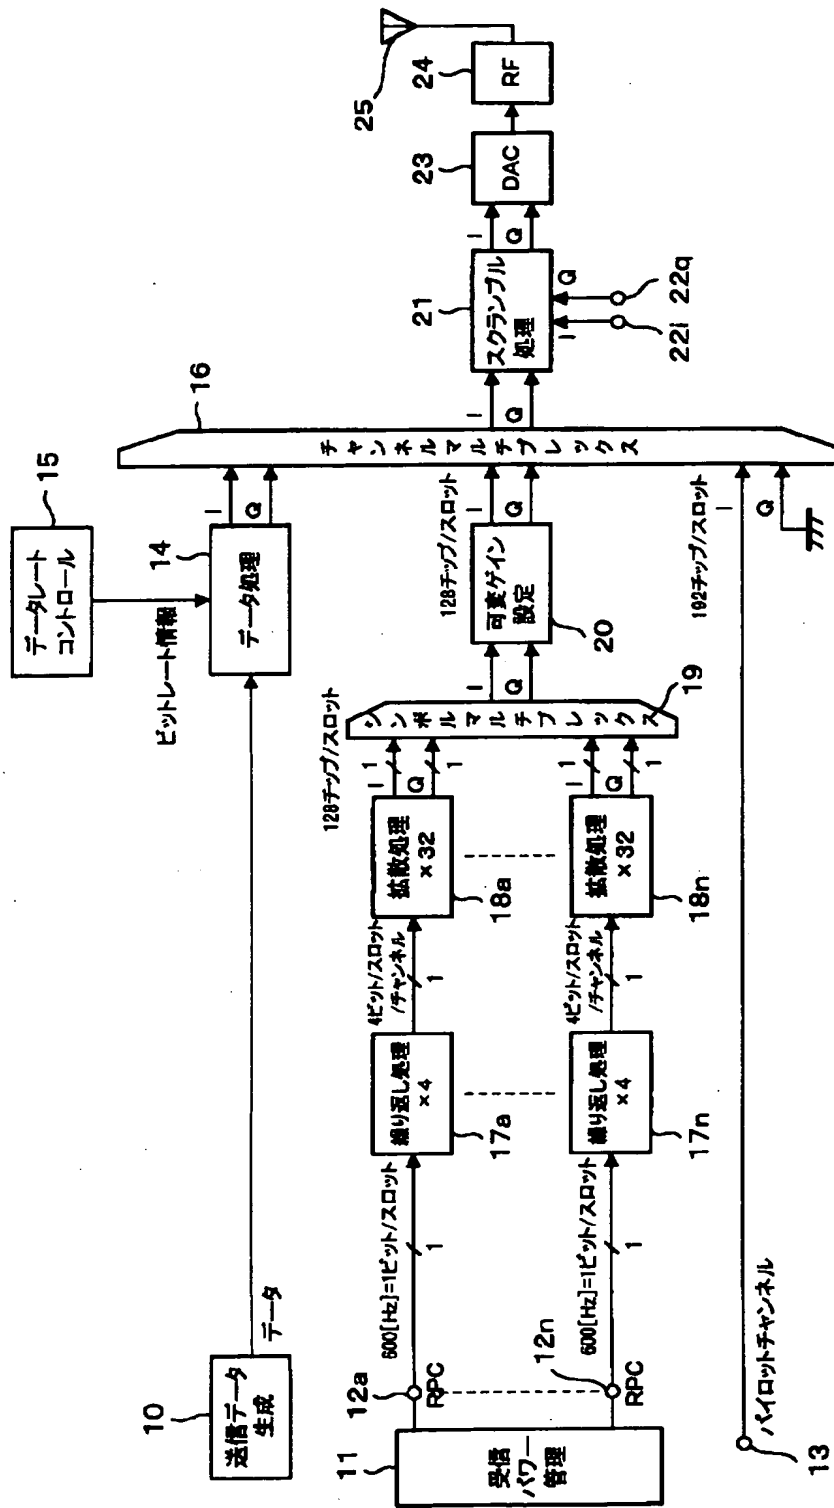 10
送信データ
生成
データ
データレート
コントロール
15
ビットレート情報
14
データ処理
I
Q
16
チャンネルマルチプレックス
11
受信
パワー
管理
12a
RPC
600[Hz]=1ビット/スロット
1
繰り返し処理
×4
17a
4ビット/スロット
/チャンネル
1
拡散処理
×32
18a
128チップ/スロット
I
1
Q
1
12n
RPC
600[Hz]=1ビット/スロット
1
繰り返し処理
×4
17n
4ビット/スロット
/チャンネル
1
拡散処理
×32
18n
I
1
Q
1
シンボルマルチプレックス
19
I
Q
可変ゲイン
設定
20
128チップ/スロット
I
Q
13
パイロットチャンネル
192チップ/スロット
I
Q
I
Q
21
スクランブル
処理
I
Q
22i
22q
I
Q
23
DAC
24
RF
25